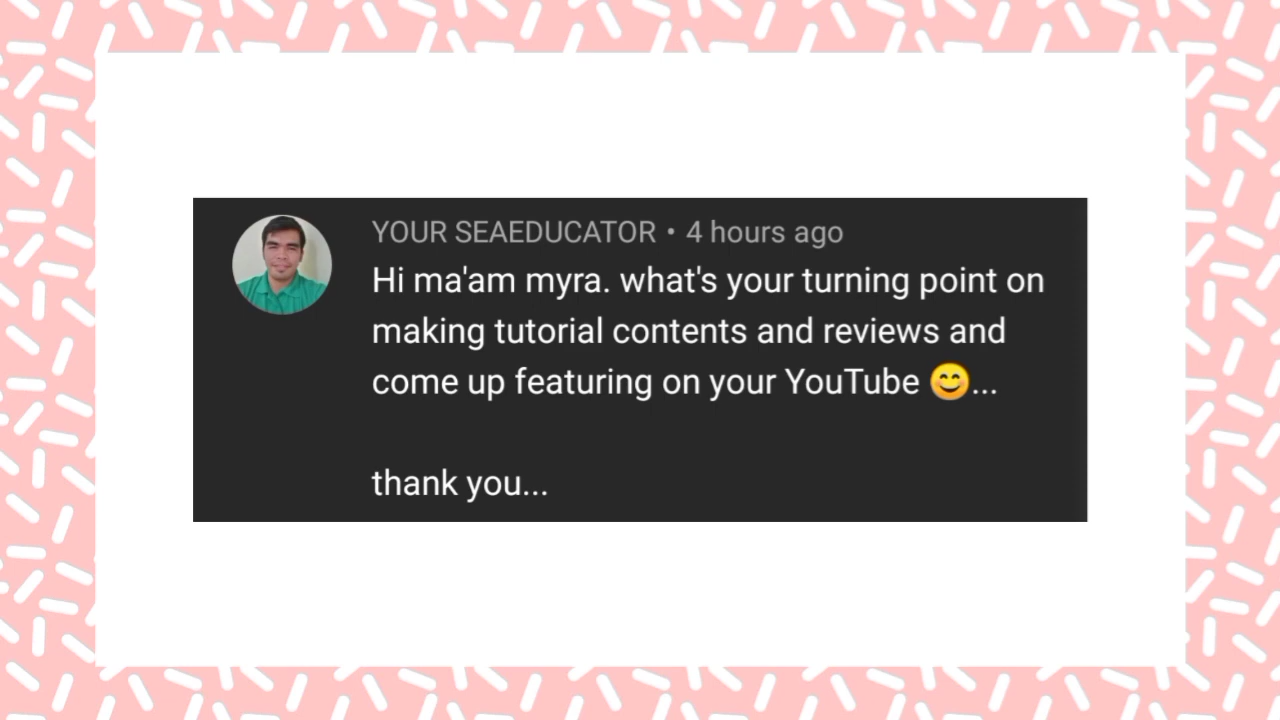 YOUR SEAEDUCATOR • 4 hours ago
Hi ma'am myra. what's your turning point on
making tutorial contents and reviews and
come up featuring on your YouTube 😊...
thank you...